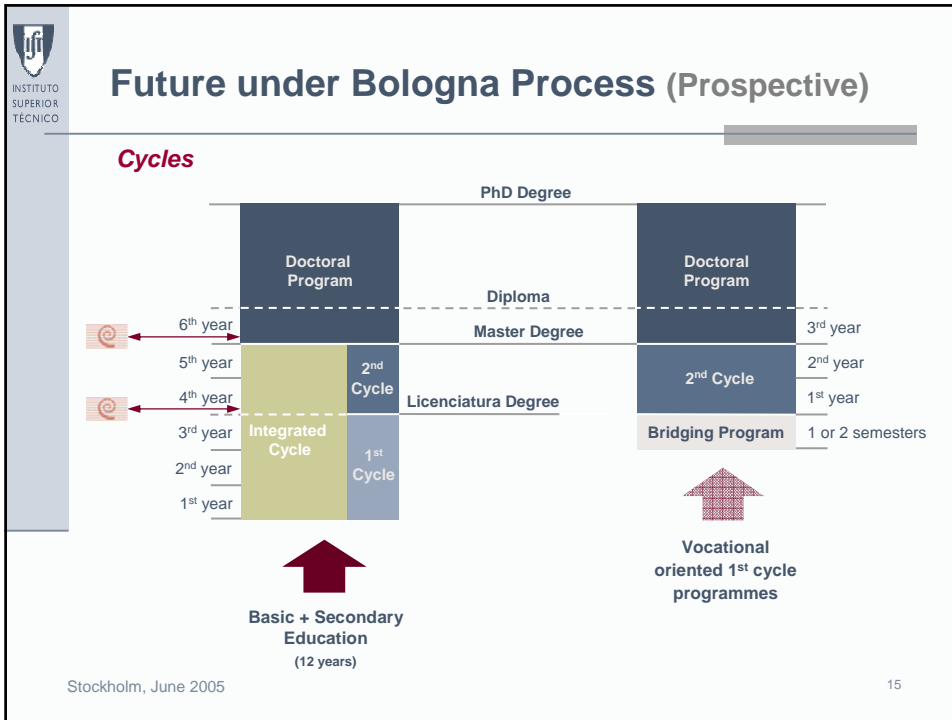 INSTITUTO
SUPERIOR
TÉCNICO
Future under Bologna Process (Prospective)
Cycles
PhD Degree
Doctoral
Program
Doctoral
Program
Diploma
6th year
Master Degree
3rd year
5th year
2nd
Cycle
2nd Cycle
2nd year
4th year
Licenciatura Degree
1st year
3rd year
Integrated
Cycle
1st
Cycle
Bridging Program
1 or 2 semesters
2nd year
1st year
Vocational
oriented 1st cycle
programmes
Basic + Secondary
Education
(12 years)
Stockholm, June 2005
15